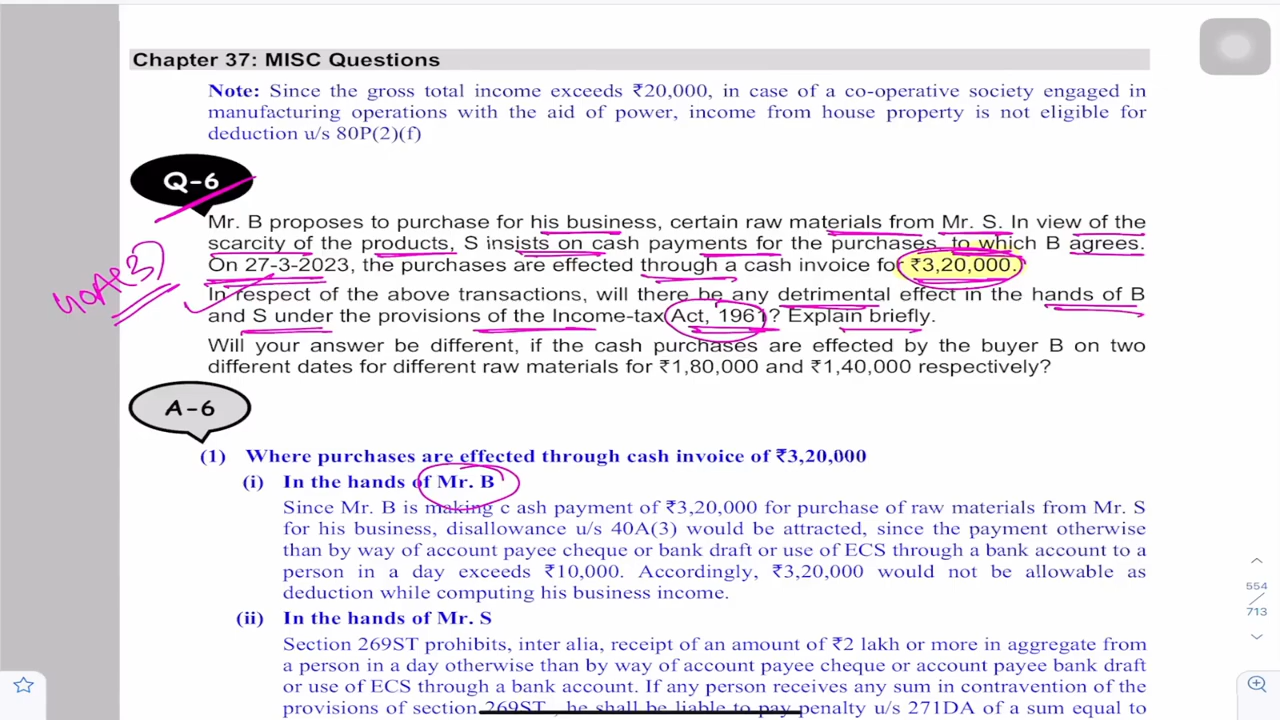 Chapter 37: MISC Questions
Note: Since the gross total income exceeds ₹20,000, in case of a co-operative society engaged in
manufacturing operations with the aid of power, income from house property is not eligible for
deduction u/s 80P(2)(f)
Q-6
Mr. B proposes to purchase for his business, certain raw materials from Mr. S. In view of the
scarcity of the products, S insists on cash payments for the purchases, to which B agrees.
On 27-3-2023, the purchases are effected through a cash invoice for ₹3,20,000.
40A(3)
In respect of the above transactions, will there be any detrimental effect in the hands of B
and S under the provisions of the Income-tax Act, 1961? Explain briefly.
Will your answer be different, if the cash purchases are effected by the buyer B on two
different dates for different raw materials for ₹1,80,000 and ₹1,40,000 respectively?
A-6
(1) Where purchases are effected through cash invoice of ₹3,20,000
(i) In the hands of Mr. B
Since Mr. B is making c ash payment of ₹3,20,000 for purchase of raw materials from Mr. S
for his business, disallowance u/s 40A(3) would be attracted, since the payment otherwise
than by way of account payee cheque or bank draft or use of ECS through a bank account to a
person in a day exceeds ₹10,000. Accordingly, ₹3,20,000 would not be allowable as
deduction while computing his business income.
554
713
(ii) In the hands of Mr. S
Section 269ST prohibits, inter alia, receipt of an amount of ₹2 lakh or more in aggregate from
a person in a day otherwise than by way of account payee cheque or account payee bank draft
or use of ECS through a bank account. If any person receives any sum in contravention of the
provisions of section 269ST, he shall be liable to pay penalty u/s 271DA of a sum equal to